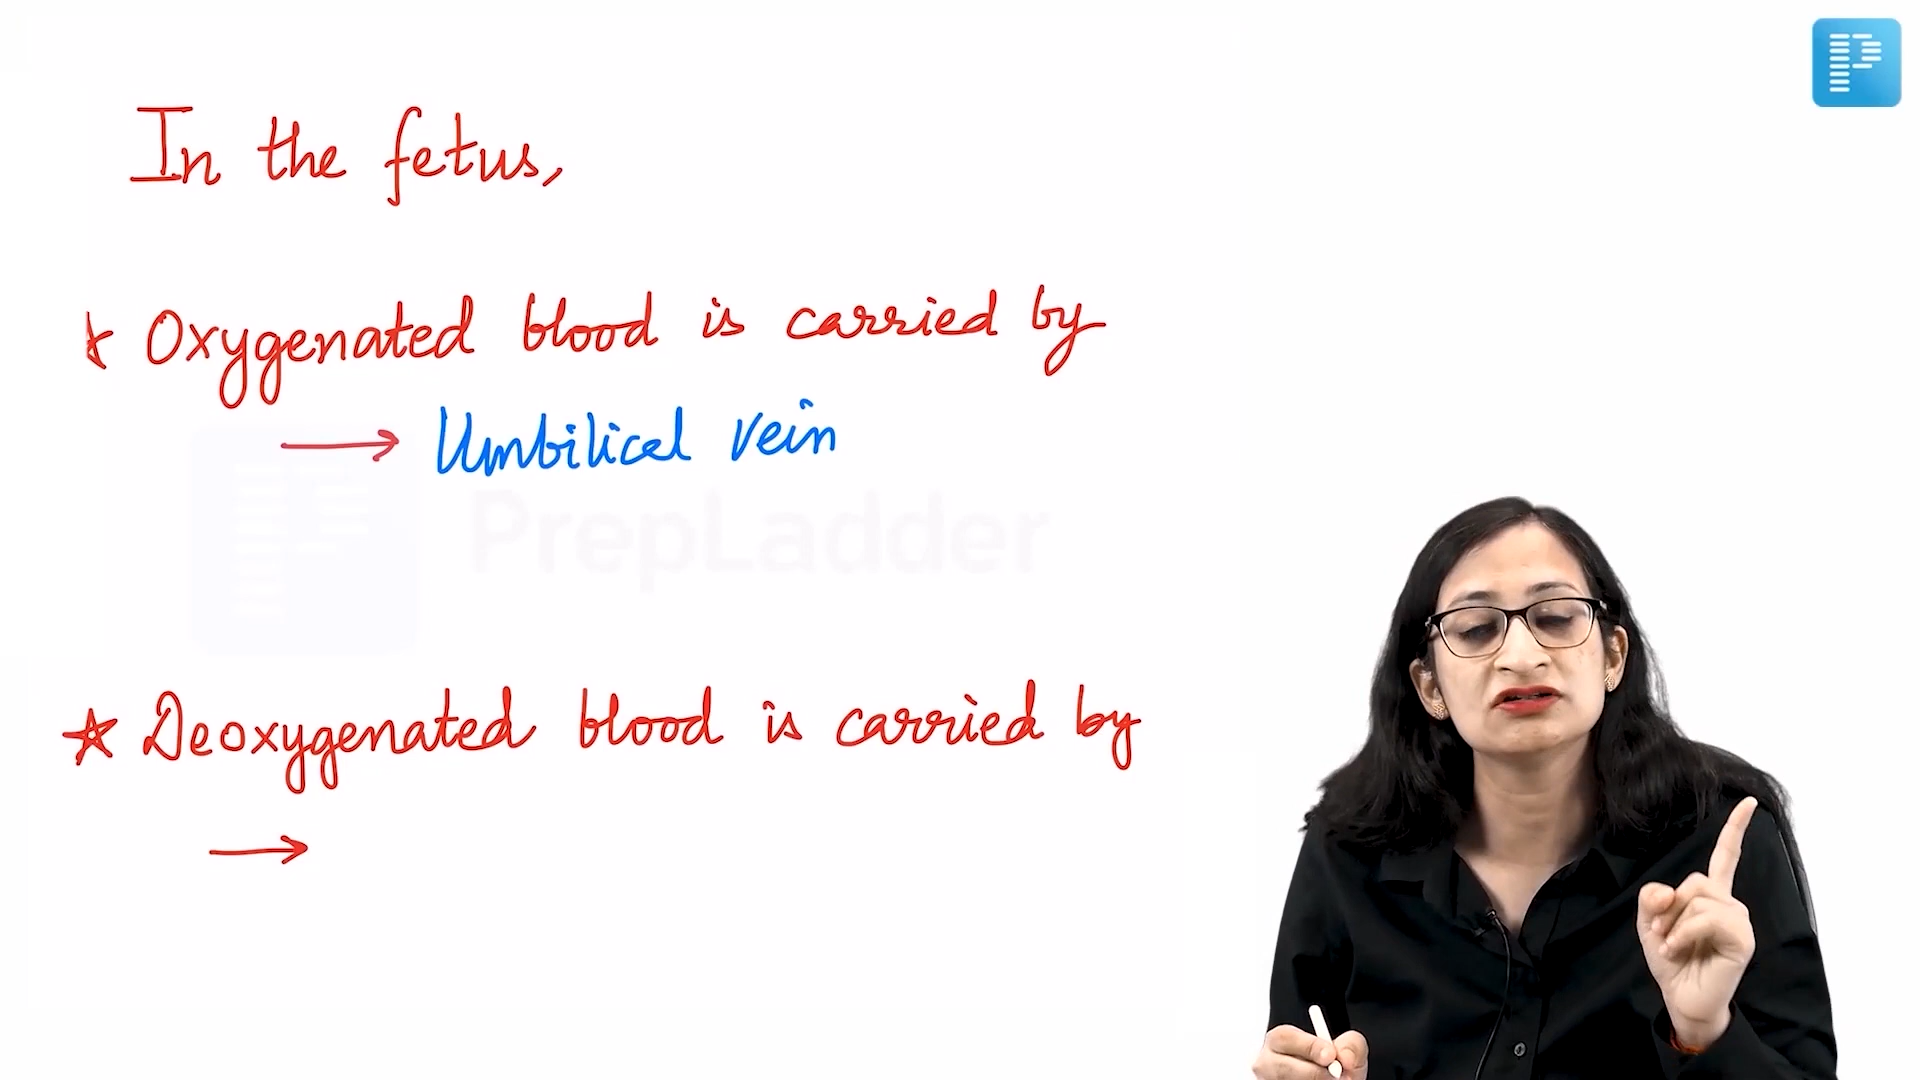 In the fetus,
★ Oxygenated blood is carried by
→ Umbilical vein
PrepLadder
★ Deoxygenated blood is carried by
→